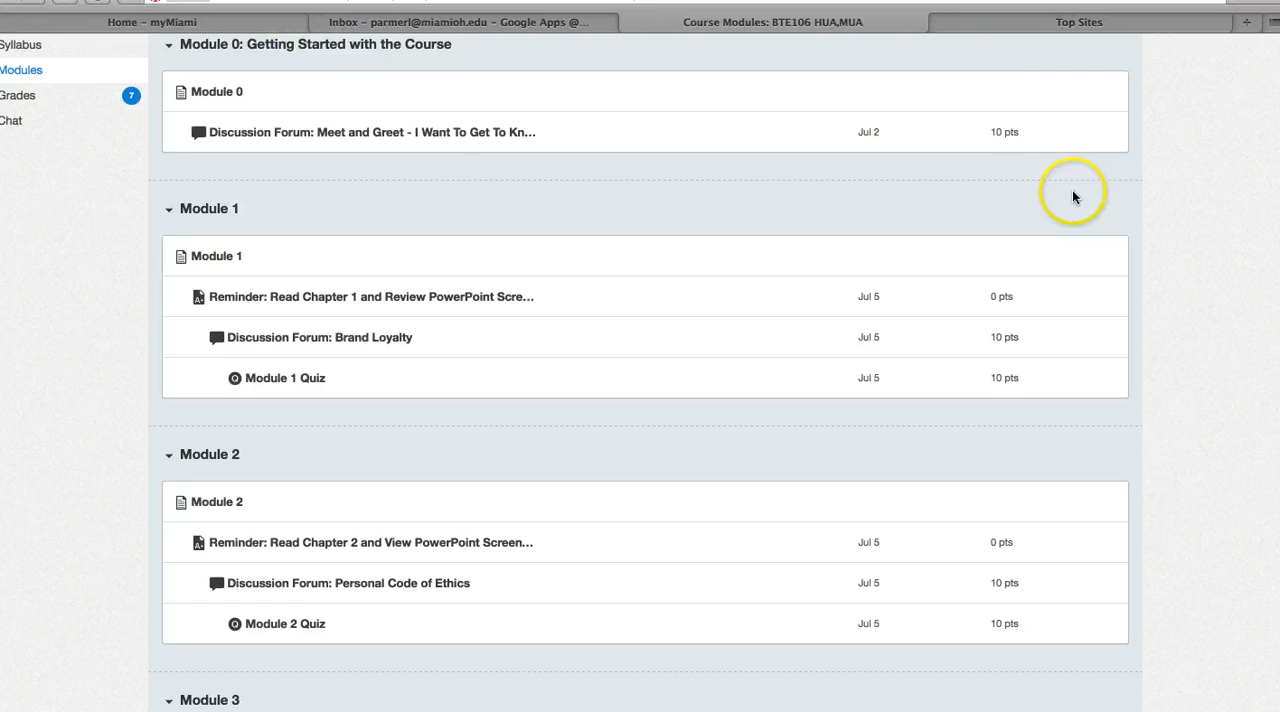 Home – myMiami
Inbox – parmerl@miamioh.edu – Google Apps @...
Course Modules: BTE106 HUA,MUA
Top Sites
+
Syllabus
Modules
Grades
7
Chat
Module 0: Getting Started with the Course
Module 0
Discussion Forum: Meet and Greet - I Want To Get To Kn... Jul 2 10 pts
Module 1
Module 1
Reminder: Read Chapter 1 and Review PowerPoint Scre... Jul 5 0 pts
Discussion Forum: Brand Loyalty Jul 5 10 pts
Module 1 Quiz Jul 5 10 pts
Module 2
Module 2
Reminder: Read Chapter 2 and View PowerPoint Screen... Jul 5 0 pts
Discussion Forum: Personal Code of Ethics Jul 5 10 pts
Module 2 Quiz Jul 5 10 pts
Module 3